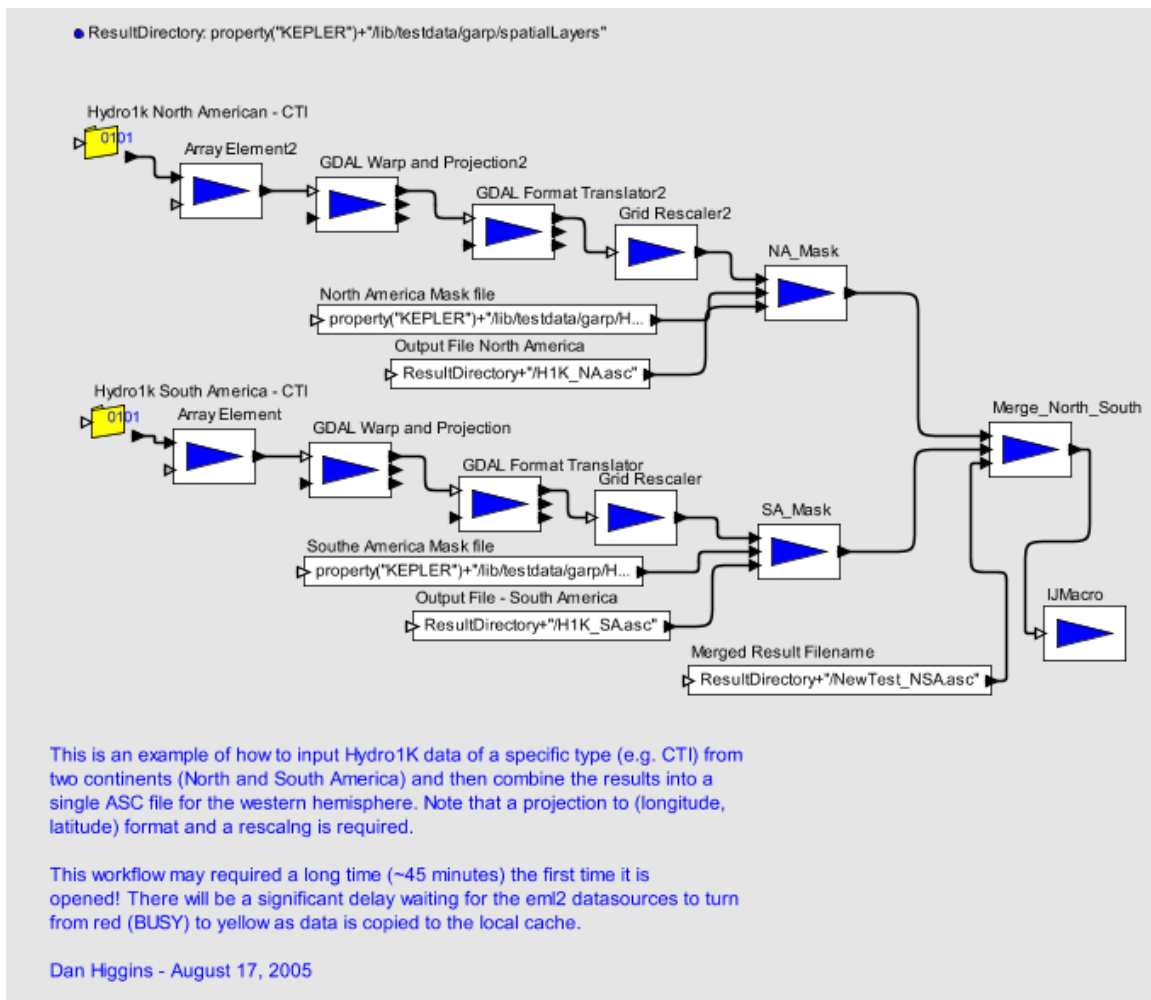 ResultDirectory: property("KEPLER")+"/lib/testdata/garp/spatialLayers"
Hydro1k North American - CTI
0101
Array Element2
GDAL Warp and Projection2
GDAL Format Translator2
Grid Rescaler2
NA_Mask
North America Mask file
property("KEPLER")+"/lib/testdata/garp/H...
Output File North America
ResultDirectory+"/H1K_NA.asc"
Hydro1k South America - CTI
0101
Array Element
GDAL Warp and Projection
GDAL Format Translator
Grid Rescaler
SA_Mask
Merge_North_South
Southe America Mask file
property("KEPLER")+"/lib/testdata/garp/H...
Output File - South America
ResultDirectory+"/H1K_SA.asc"
IJMacro
Merged Result Filename
ResultDirectory+"/NewTest_NSA.asc"
This is an example of how to input Hydro1K data of a specific type (e.g. CTI) from
two continents (North and South America) and then combine the results into a
single ASC file for the western hemisphere. Note that a projection to (longitude,
latitude) format and a rescalng is required.
This workflow may required a long time (~45 minutes) the first time it is
opened! There will be a significant delay waiting for the eml2 datasources to turn
from red (BUSY) to yellow as data is copied to the local cache.
Dan Higgins - August 17, 2005